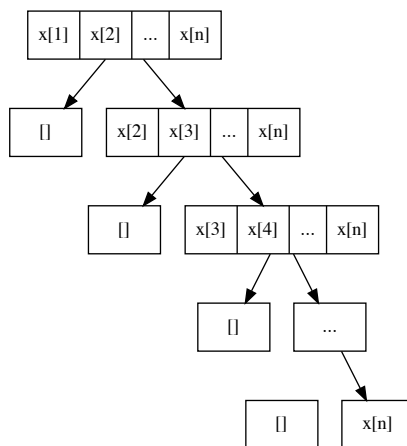 x[1] x[2] ... x[n]
[] x[2] x[3] ... x[n]
[] x[3] x[4] ... x[n]
[] ...
[] x[n]